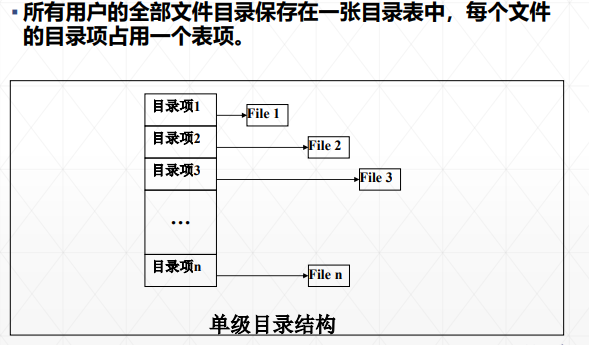 ▪所有用户的全部文件目录保存在一张目录表中，每个文件
的目录项占用一个表项。
目录项1
File 1
目录项2
File 2
目录项3
File 3
…
目录项n
File n
单级目录结构